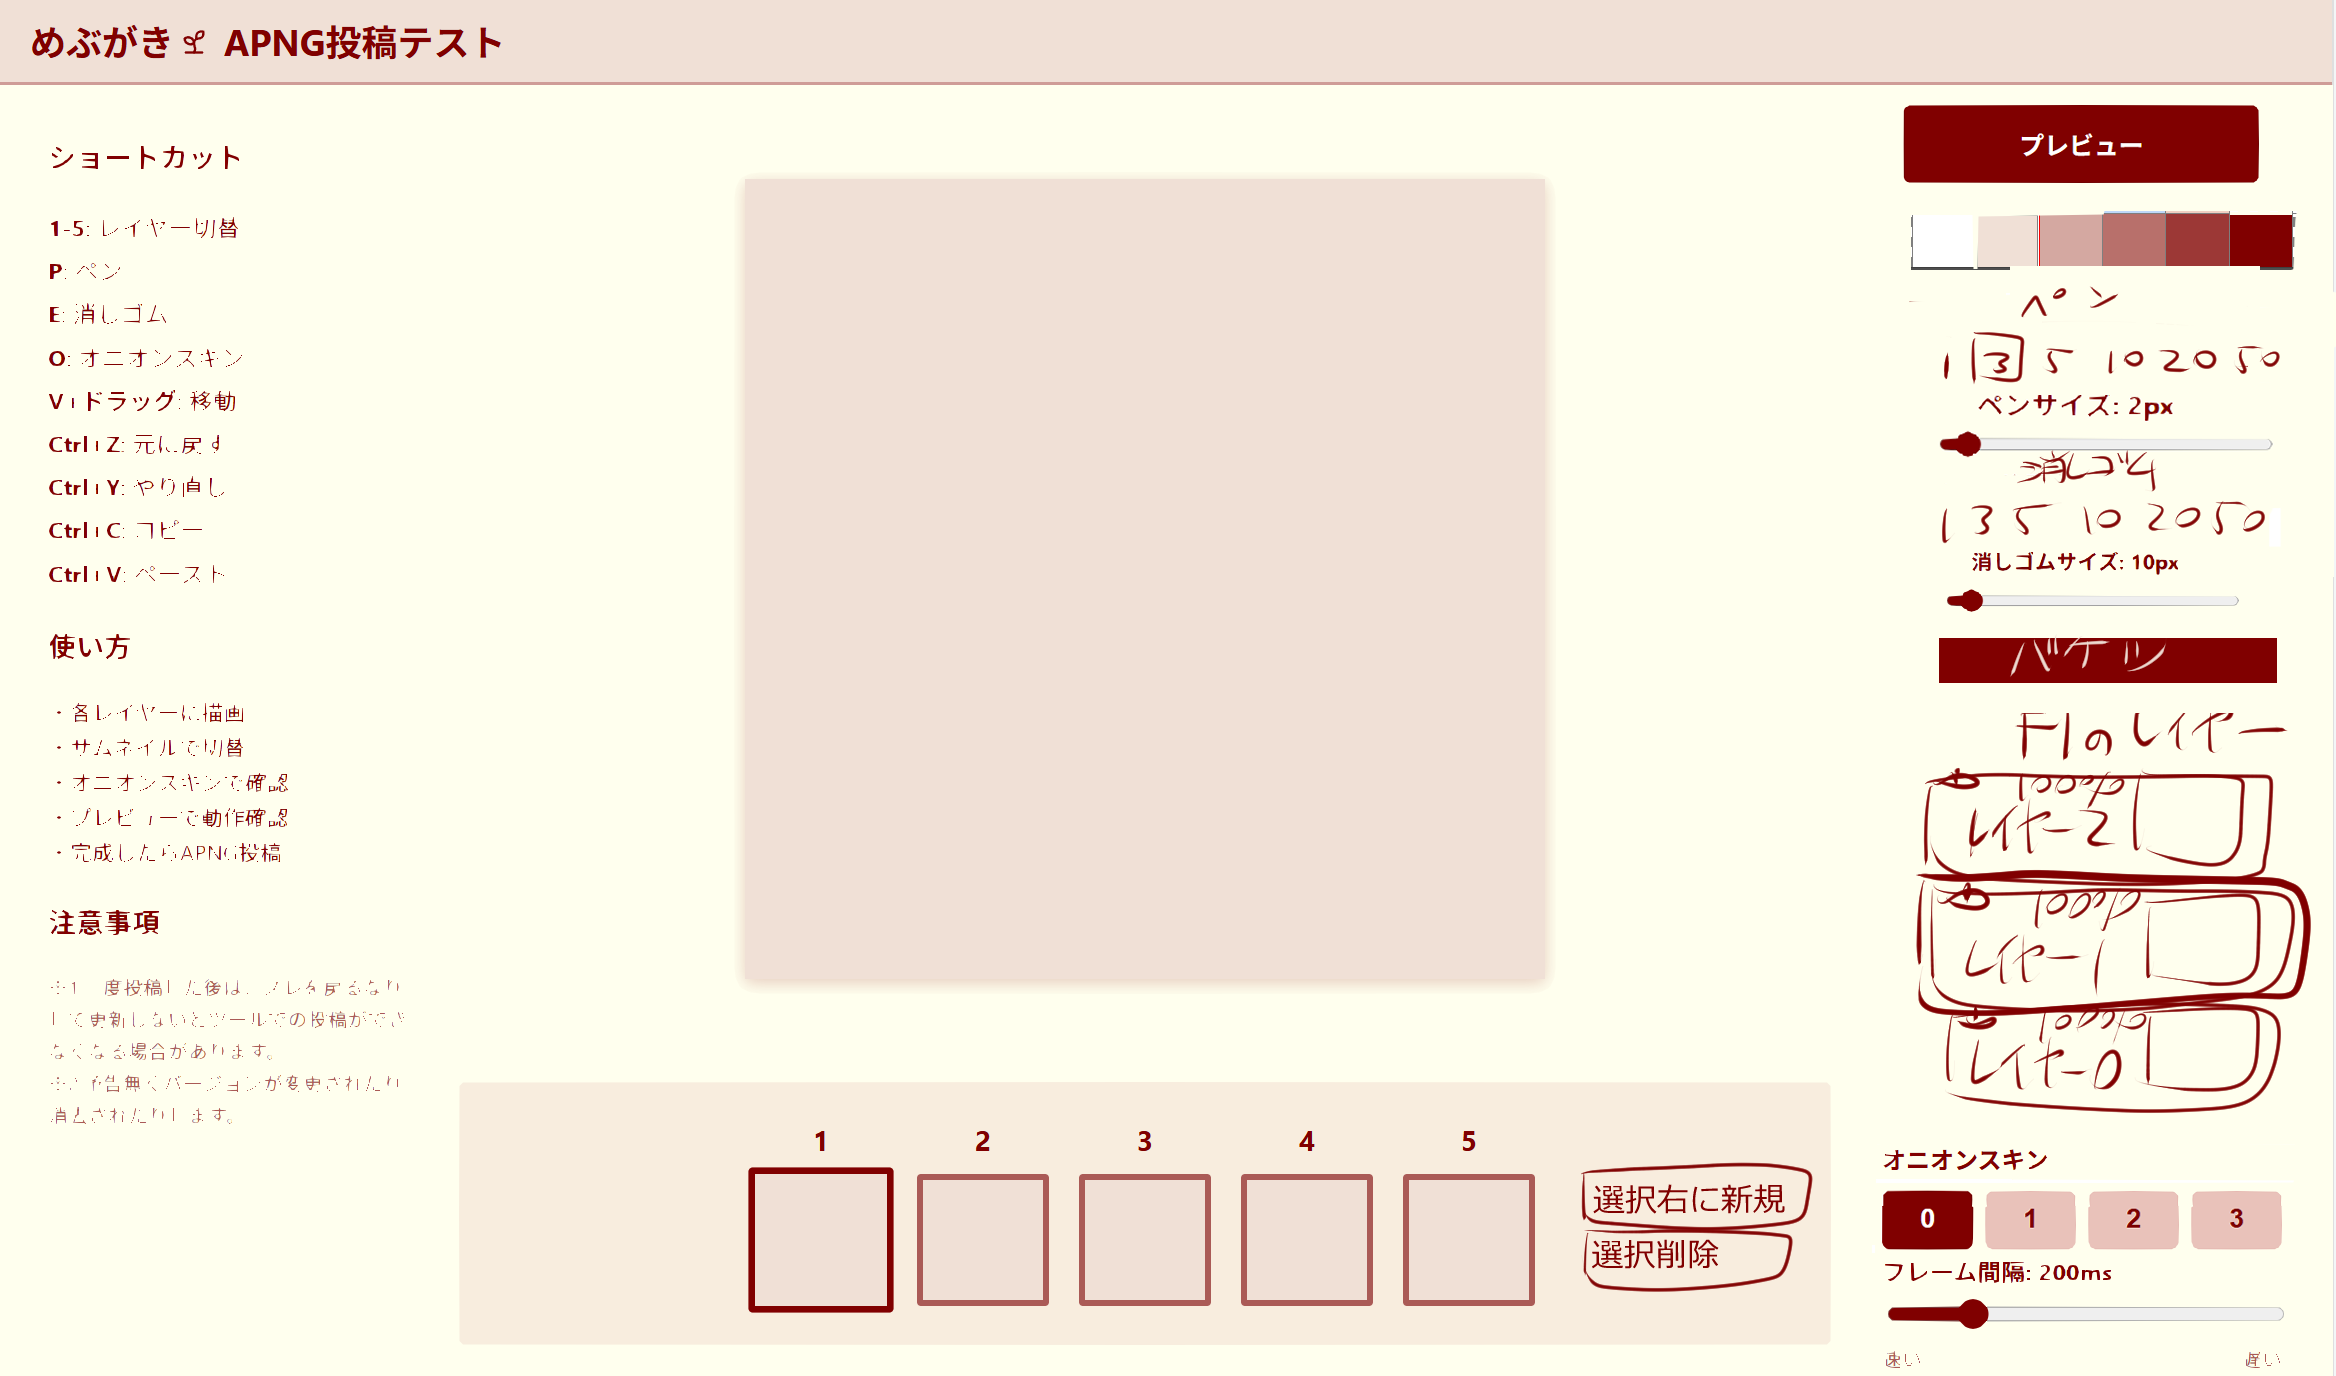 めぶがき APNG投稿テスト
ショートカット
1-5: レイヤー切替
P: ペン
E: 消しゴム
O: オニオンスキン
V+ドラッグ: 移動
Ctrl+Z: 元に戻す
Ctrl+Y: やり直し
Ctrl+C: コピー
Ctrl+V: ペースト
使い方
・各レイヤーに描画
・サムネイルで切替
・オニオンスキンで確認
・プレビューで動作確認
・完成したらAPNG投稿
注意事項
※1 一度投稿した後は、スレを戻るなり
して更新しないとツールでの投稿ができ
なくなる場合があります。
※2 予告無くバージョンが変更されたり
消去されたりします。
1 2 3 4 5
選択右に新規
選択削除
プレビュー
ペン
1 3 5 10 20 50
ペンサイズ: 2px
消しゴム
1 3 5 10 20 50
消しゴムサイズ: 10px
バケツ
F1のレイヤー
100%
レイヤー2
100%
レイヤー1
100%
レイヤー0
オニオンスキン
0 1 2 3
フレーム間隔: 200ms
速い 遅い